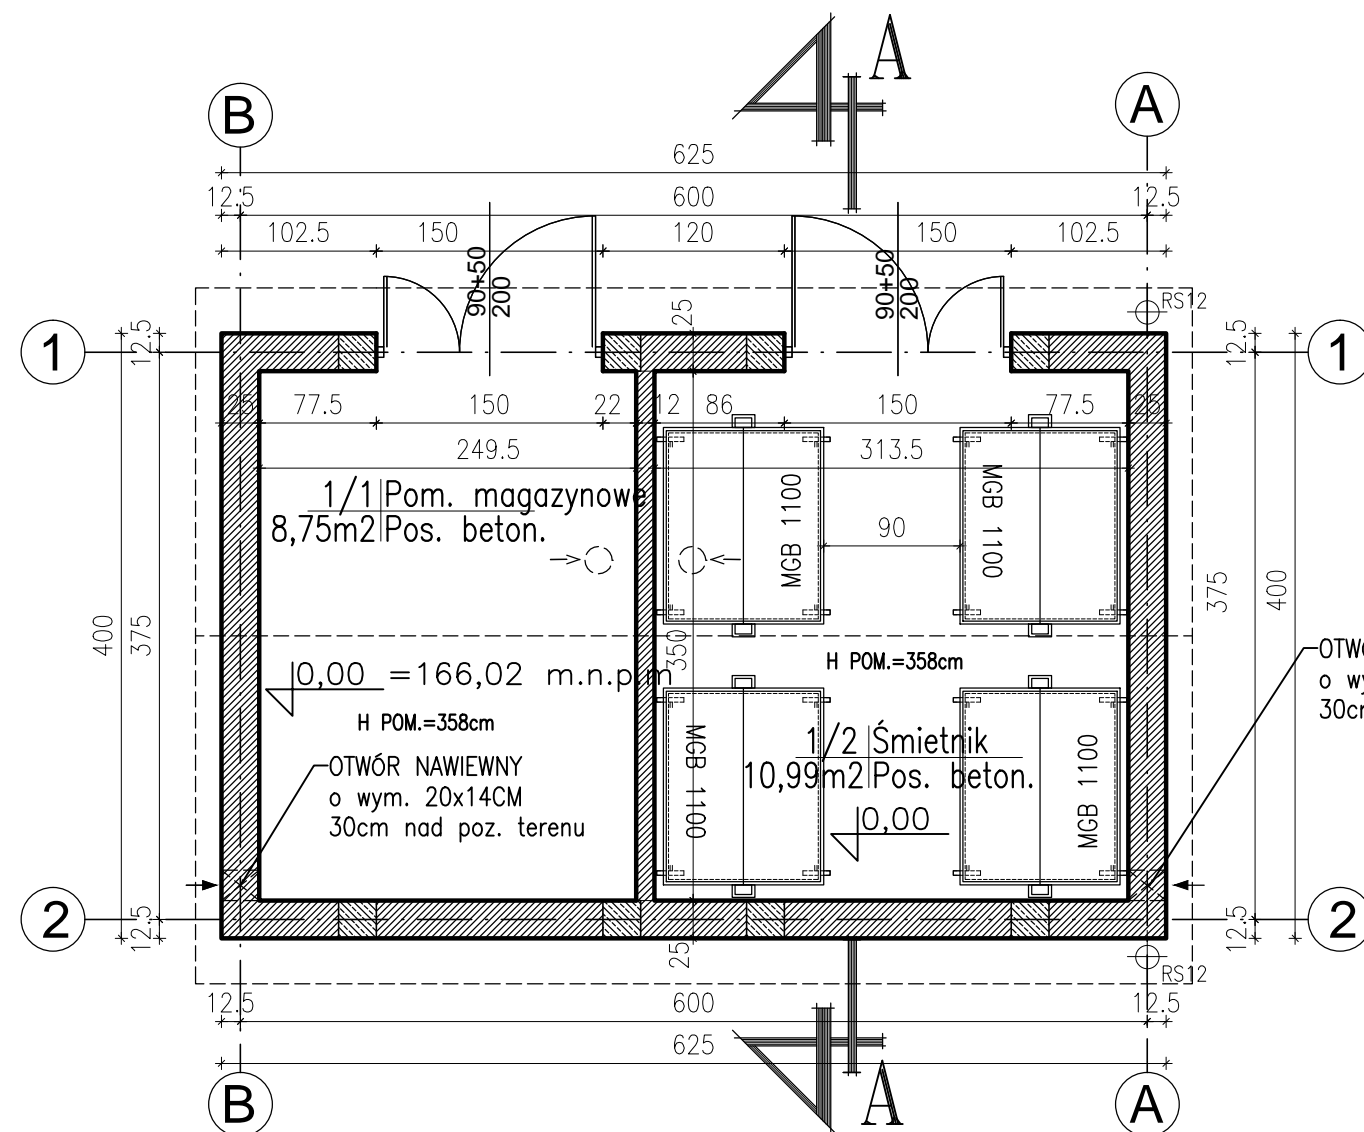 A
B
A
625
12.5
600
12.5
102.5
150
120
150
102.5
90+50
200
90+50
200
25
RS12
1
12.5
12.5
1
25
77.5
150
22
12
86
150
77.5
25
249.5
313.5
1/1 Pom. magazynowe
8,75m2 Pos. beton.
MGB 1100
90
MGB 1100
400
375
350
375
400
0,00 =166,02 m.n.p.m
H POM.=358cm
H POM.=358cm
OTWÓR NAWIEWNY
o wym. 20x14CM
30cm nad poz. terenu
MGB 1100
1/2 Śmietnik
10,99m2 Pos. beton.
0,00
MGB 1100
2
12.5
12.5
2
25
RS12
12.5
600
12.5
625
B
A
A